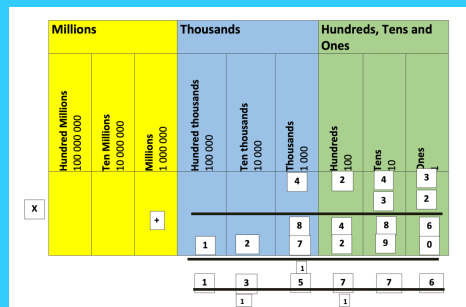 Millions Thousands Hundreds, Tens and Ones
Hundred Millions 100 000 000
Ten Millions 10 000 000
Millions 1 000 000
Hundred thousands 100 000
Ten thousands 10 000
Thousands 1 000
Hundreds 100
Tens 10
Ones 1
4 2 4 3
X 3 2
+ 8 4 8 6
1 2 7 2 9 0
1
1 3 5 7 7 6
1 1